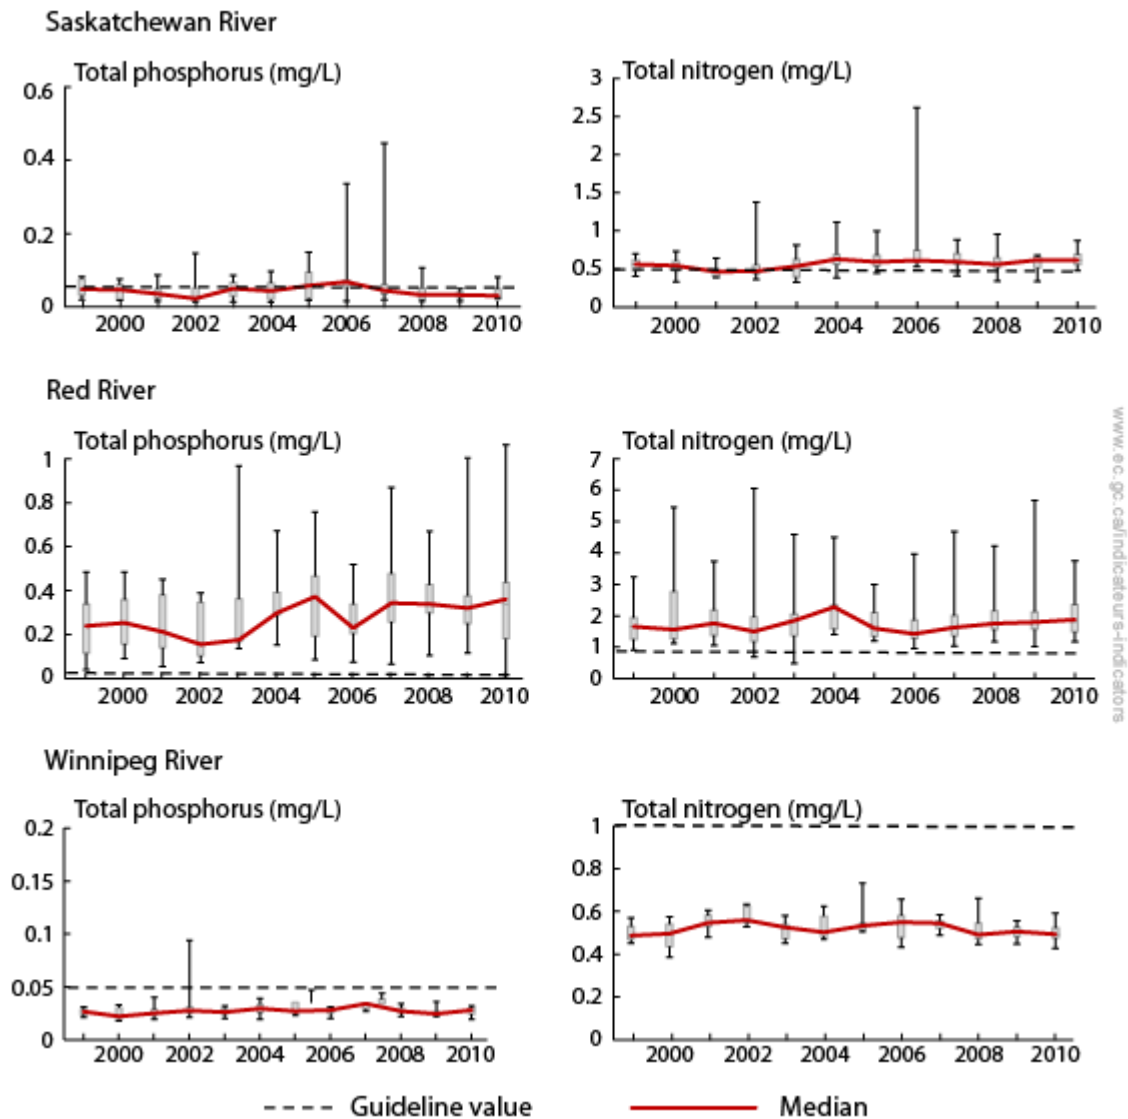 Saskatchewan River
Total phosphorus (mg/L)
0.6
0.4
0.2
0
2000 2002 2004 2006 2008 2010
Total nitrogen (mg/L)
3
2.5
2
1.5
1
0.5
0
2000 2002 2004 2006 2008 2010
Red River
Total phosphorus (mg/L)
1
0.8
0.6
0.4
0.2
0
2000 2002 2004 2006 2008 2010
Total nitrogen (mg/L)
7
6
5
4
3
2
1
0
2000 2002 2004 2006 2008 2010
www.ec.gc.ca/indicateurs-indicators
Winnipeg River
Total phosphorus (mg/L)
0.2
0.15
0.1
0.05
0
2000 2002 2004 2006 2008 2010
Total nitrogen (mg/L)
1
0.8
0.6
0.4
0.2
0
2000 2002 2004 2006 2008 2010
Guideline value
Median